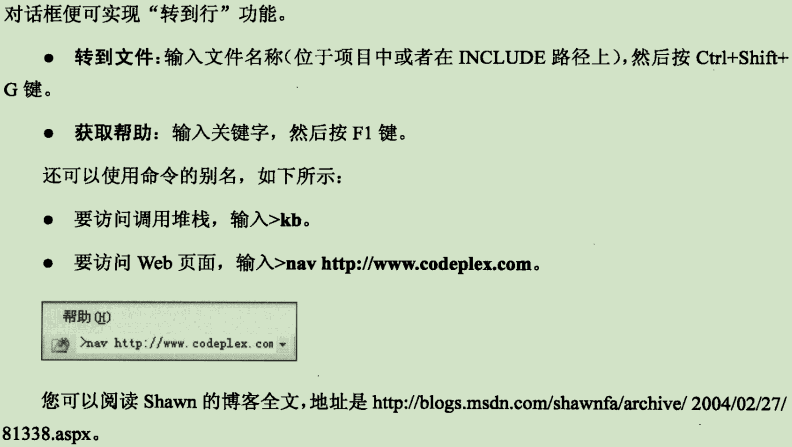 对话框便可实现“转到行”功能。
● 转到文件:输入文件名称(位于项目中或者在 INCLUDE 路径上),然后按 Ctrl+Shift+
G 键。
● 获取帮助：输入关键字，然后按 F1 键。
还可以使用命令的别名，如下所示：
● 要访问调用堆栈，输入>kb。
● 要访问 Web 页面，输入>nav http://www.codeplex.com。
帮助(H)
>nav http://www.codeplex.com
您可以阅读 Shawn 的博客全文,地址是 http://blogs.msdn.com/shawnfa/archive/ 2004/02/27/
81338.aspx。